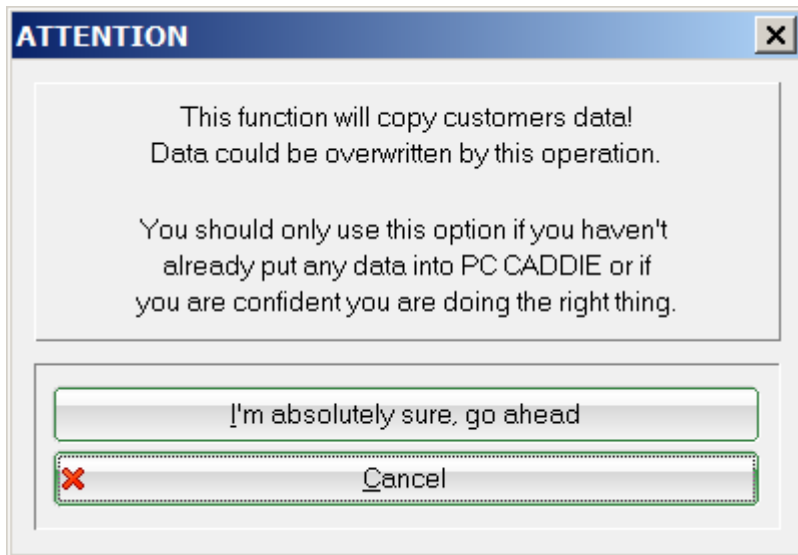 ATTENTION
This function will copy customers data!
Data could be overwritten by this operation.
You should only use this option if you haven't
already put any data into PC CADDIE or if
you are confident you are doing the right thing.
I'm absolutely sure, go ahead
Cancel